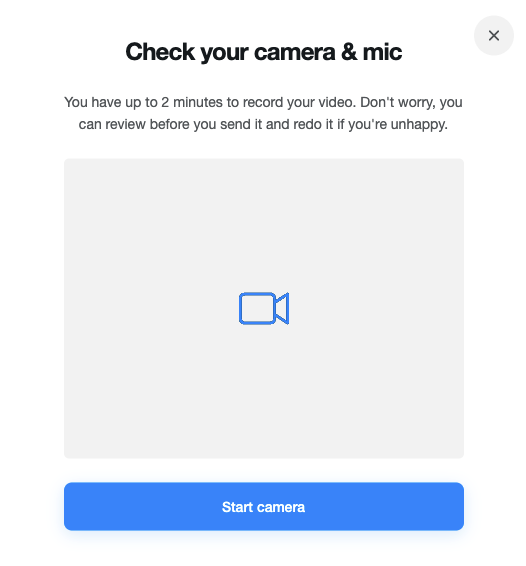 Check your camera & mic
You have up to 2 minutes to record your video. Don't worry, you
can review before you send it and redo it if you're unhappy.
Start camera